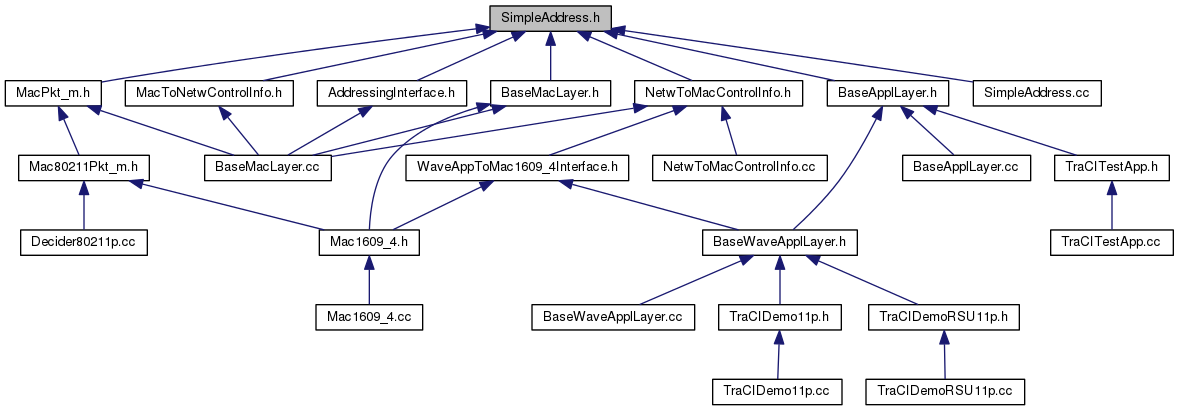 SimpleAddress.h
MacPkt_m.h
MacToNetwControlInfo.h
AddressingInterface.h
BaseMacLayer.h
NetwToMacControlInfo.h
BaseApplLayer.h
SimpleAddress.cc
Mac80211Pkt_m.h
BaseMacLayer.cc
WaveAppToMac1609_4Interface.h
NetwToMacControlInfo.cc
BaseApplLayer.cc
TraCITestApp.h
Decider80211p.cc
Mac1609_4.h
BaseWaveApplLayer.h
TraCITestApp.cc
Mac1609_4.cc
BaseWaveApplLayer.cc
TraCIDemo11p.h
TraCIDemoRSU11p.h
TraCIDemo11p.cc
TraCIDemoRSU11p.cc